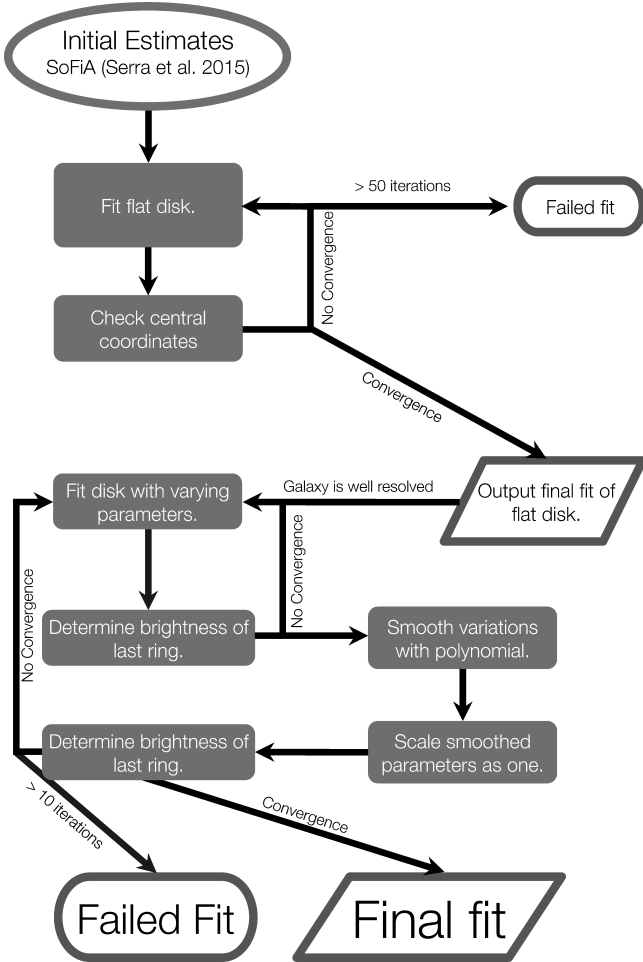 Initial Estimates
SoFiA (Serra et al. 2015)
Fit flat disk.
> 50 iterations
Failed fit
No Convergence
Check central
coordinates
Convergence
Output final fit of
flat disk.
Galaxy is well resolved
Fit disk with varying
parameters.
No Convergence
No Convergence
Determine brightness of
last ring.
Smooth variations
with polynomial.
Scale smoothed
parameters as one.
Determine brightness of
last ring.
> 10 iterations
Convergence
Failed Fit
Final fit